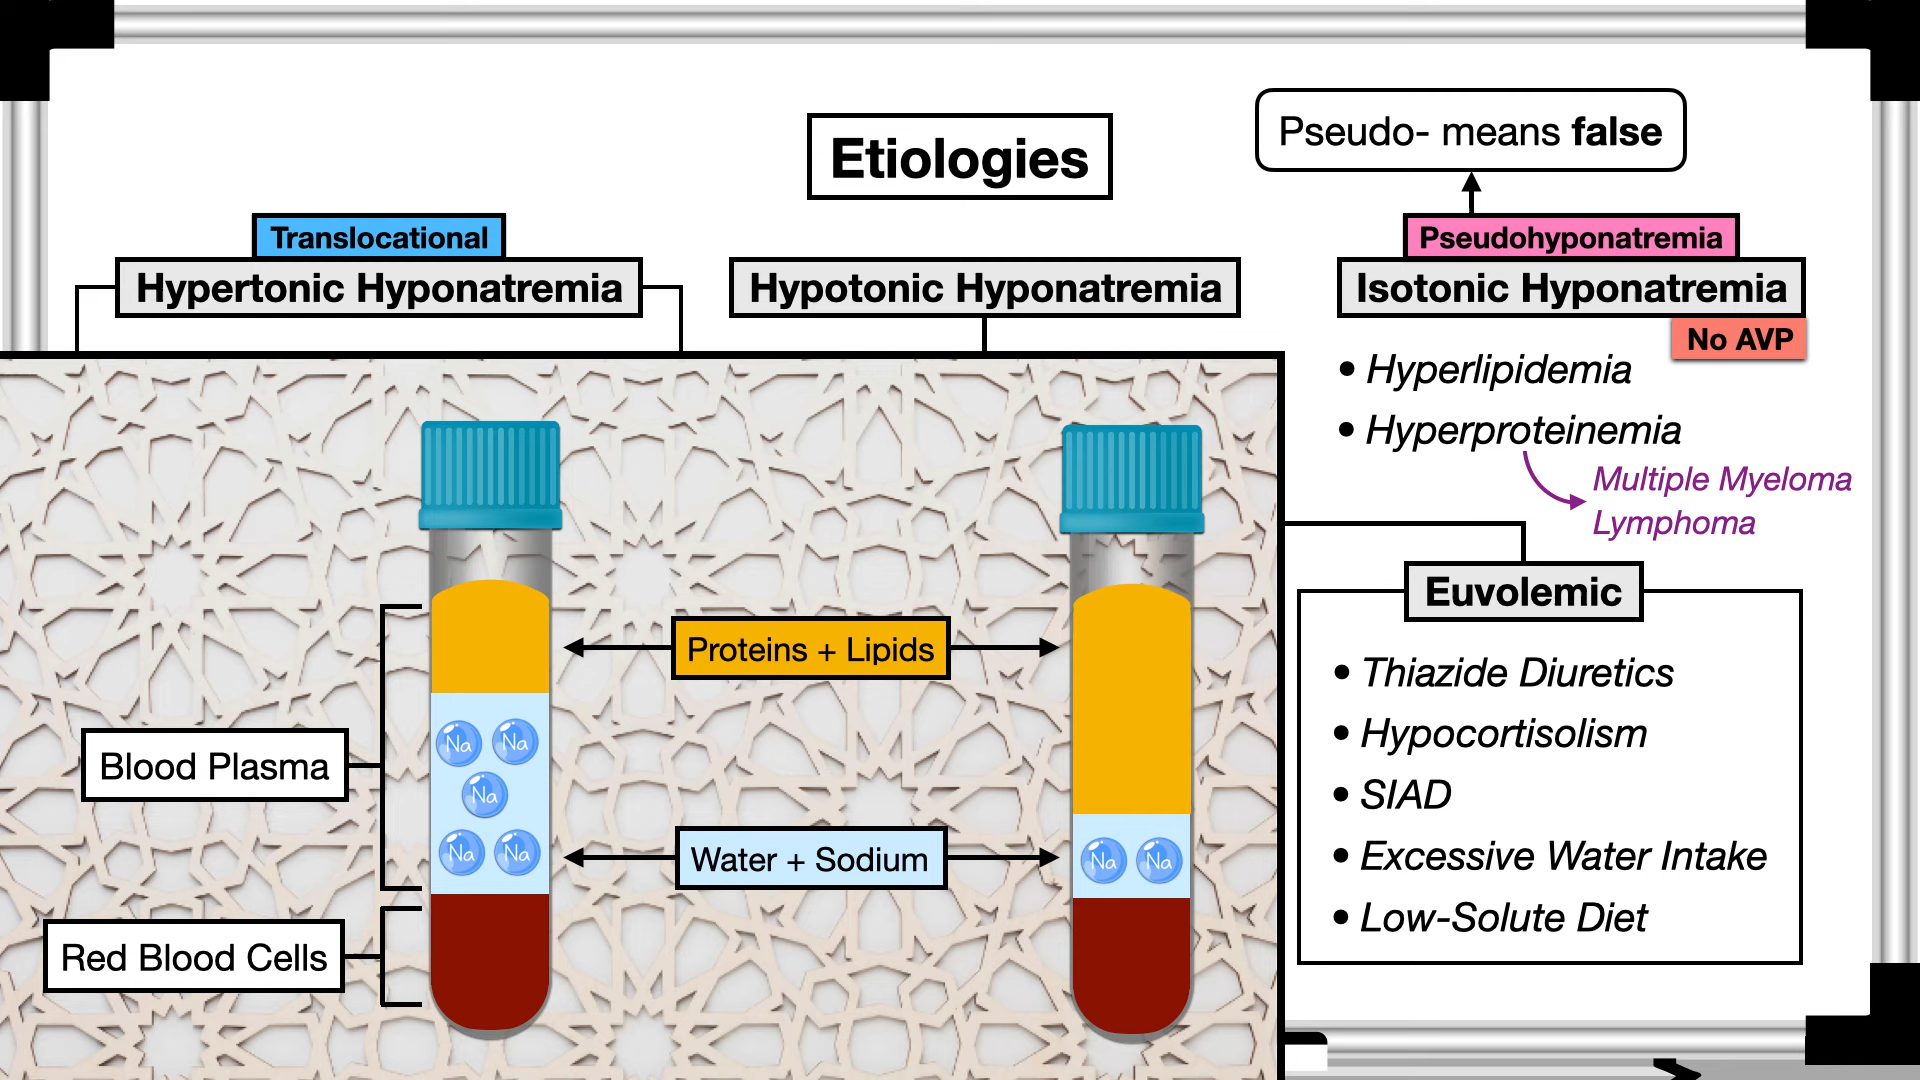 Etiologies
Pseudo- means false
Translocational
Hypertonic Hyponatremia
Hypotonic Hyponatremia
Pseudohyponatremia
Isotonic Hyponatremia
No AVP
• Hyperlipidemia
• Hyperproteinemia
Multiple Myeloma
Lymphoma
Proteins + Lipids
Blood Plasma
Na Na
Na
Na Na
Water + Sodium
Na Na
Red Blood Cells
Euvolemic
• Thiazide Diuretics
• Hypocortisolism
• SIAD
• Excessive Water Intake
• Low-Solute Diet